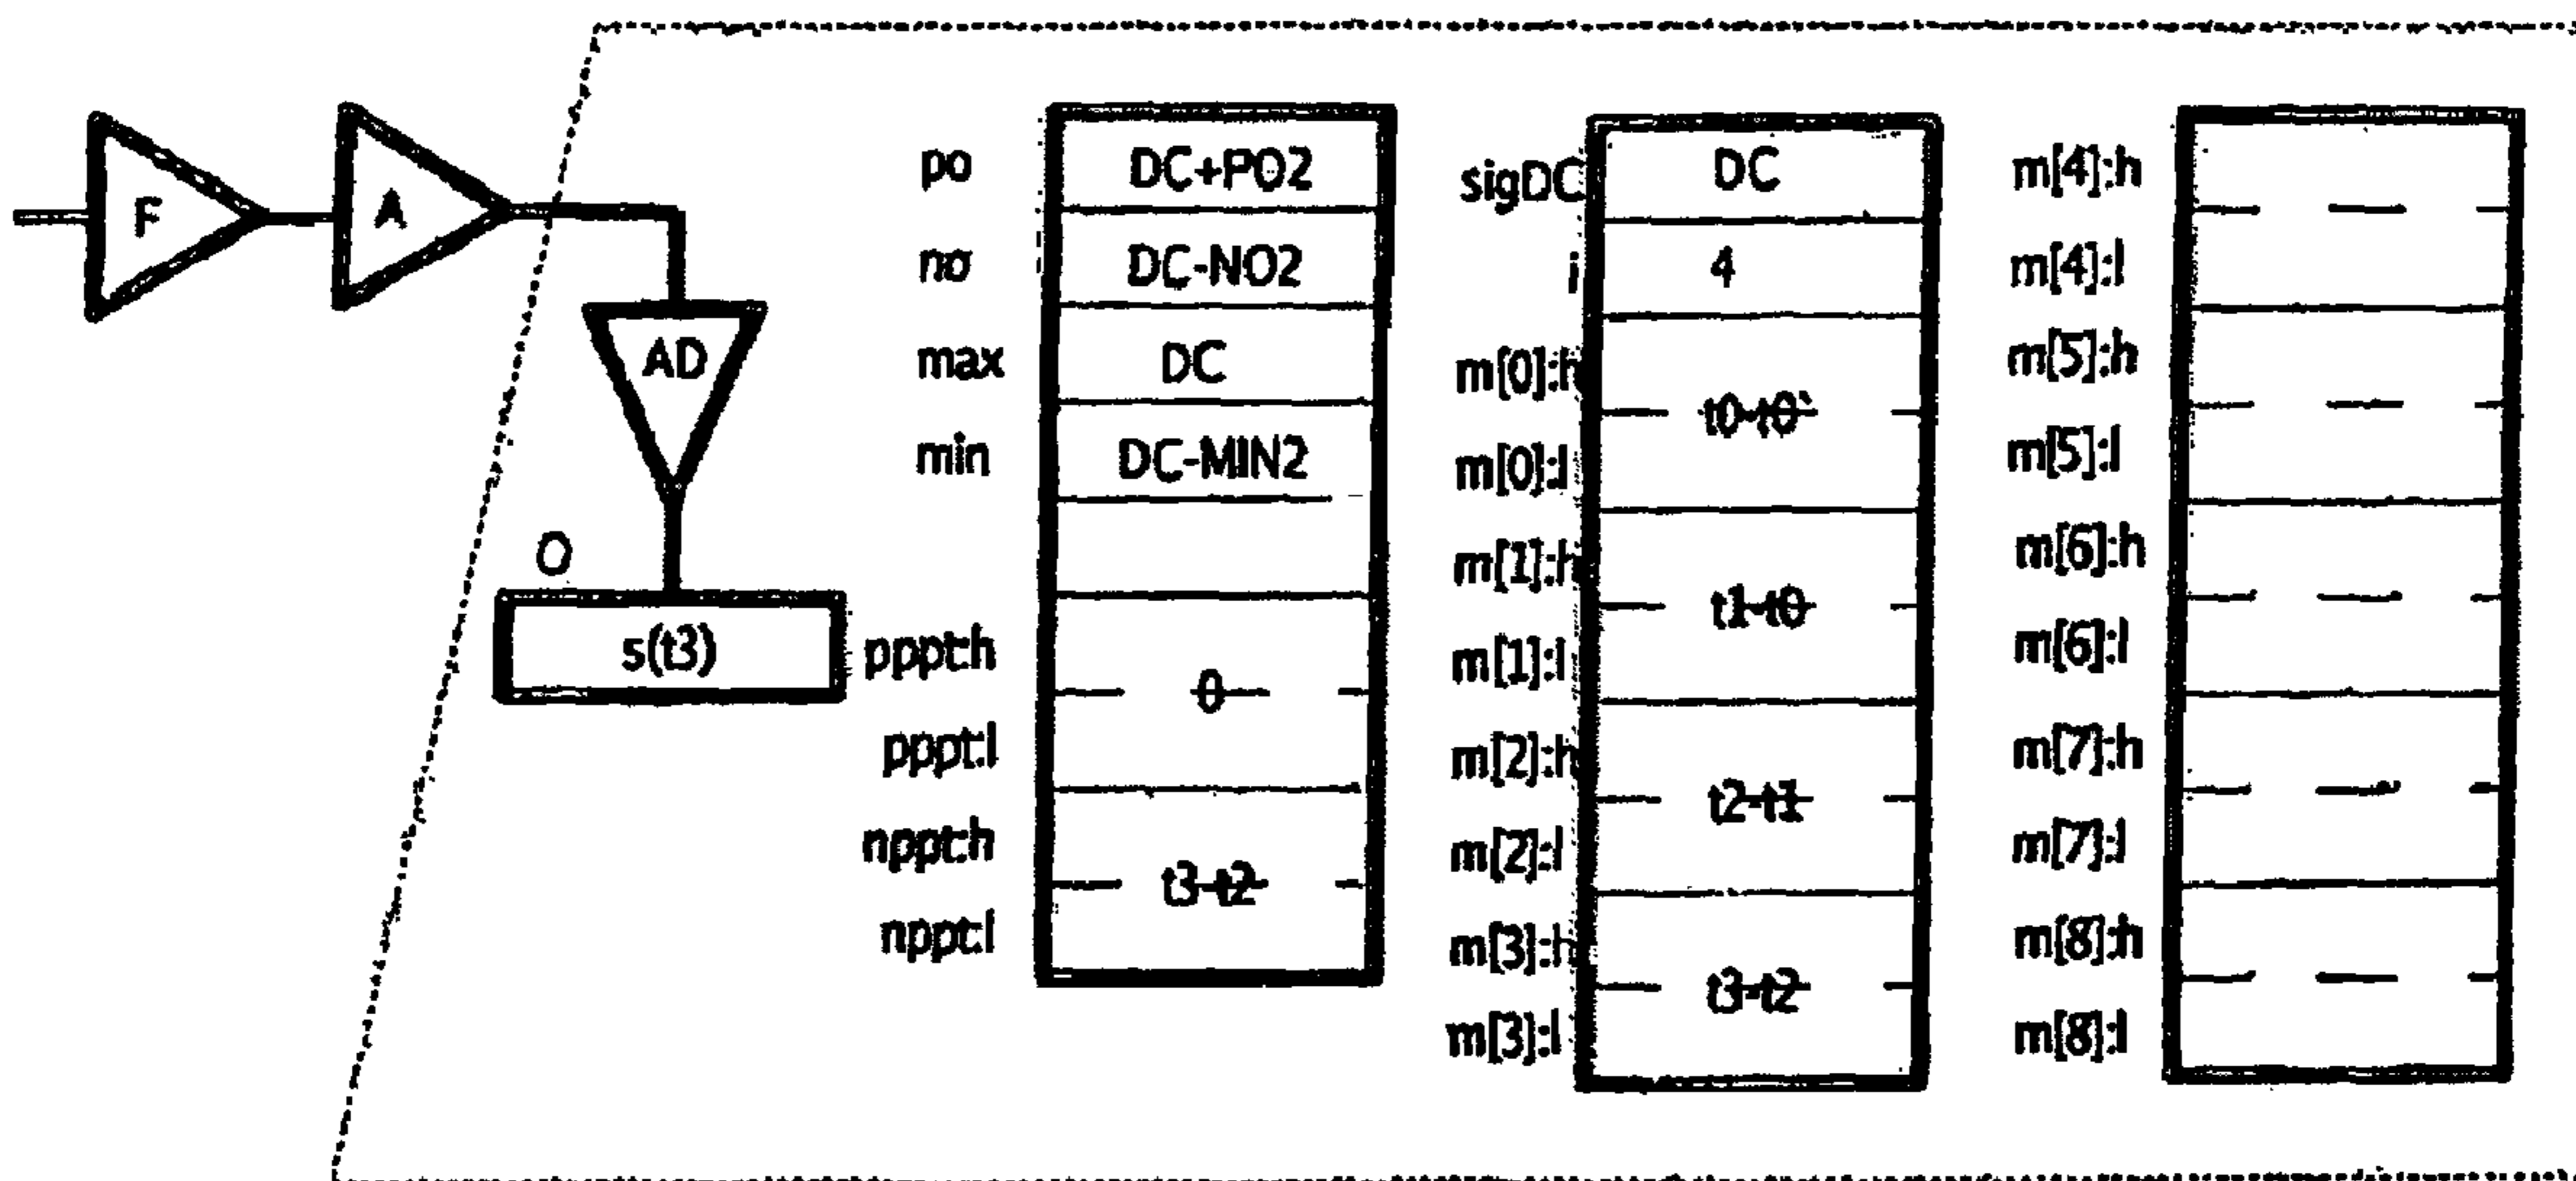 F
A
AD
O
s(t3)
po DC+PO2
no DC-NO2
max DC
min DC-MIN2
pppt:h
0
pppt:l
nppt:h
t3-t2
nppt:l
sigDC DC
i 4
m[0]:h
t0-t0`
m[0]:l
m[1]:h
t1-t0
m[1]:l
m[2]:h
t2-t1
m[2]:l
m[3]:h
t3-t2
m[3]:l
m[4]:h
m[4]:l
m[5]:h
m[5]:l
m[6]:h
m[6]:l
m[7]:h
m[7]:l
m[8]:h
m[8]:l